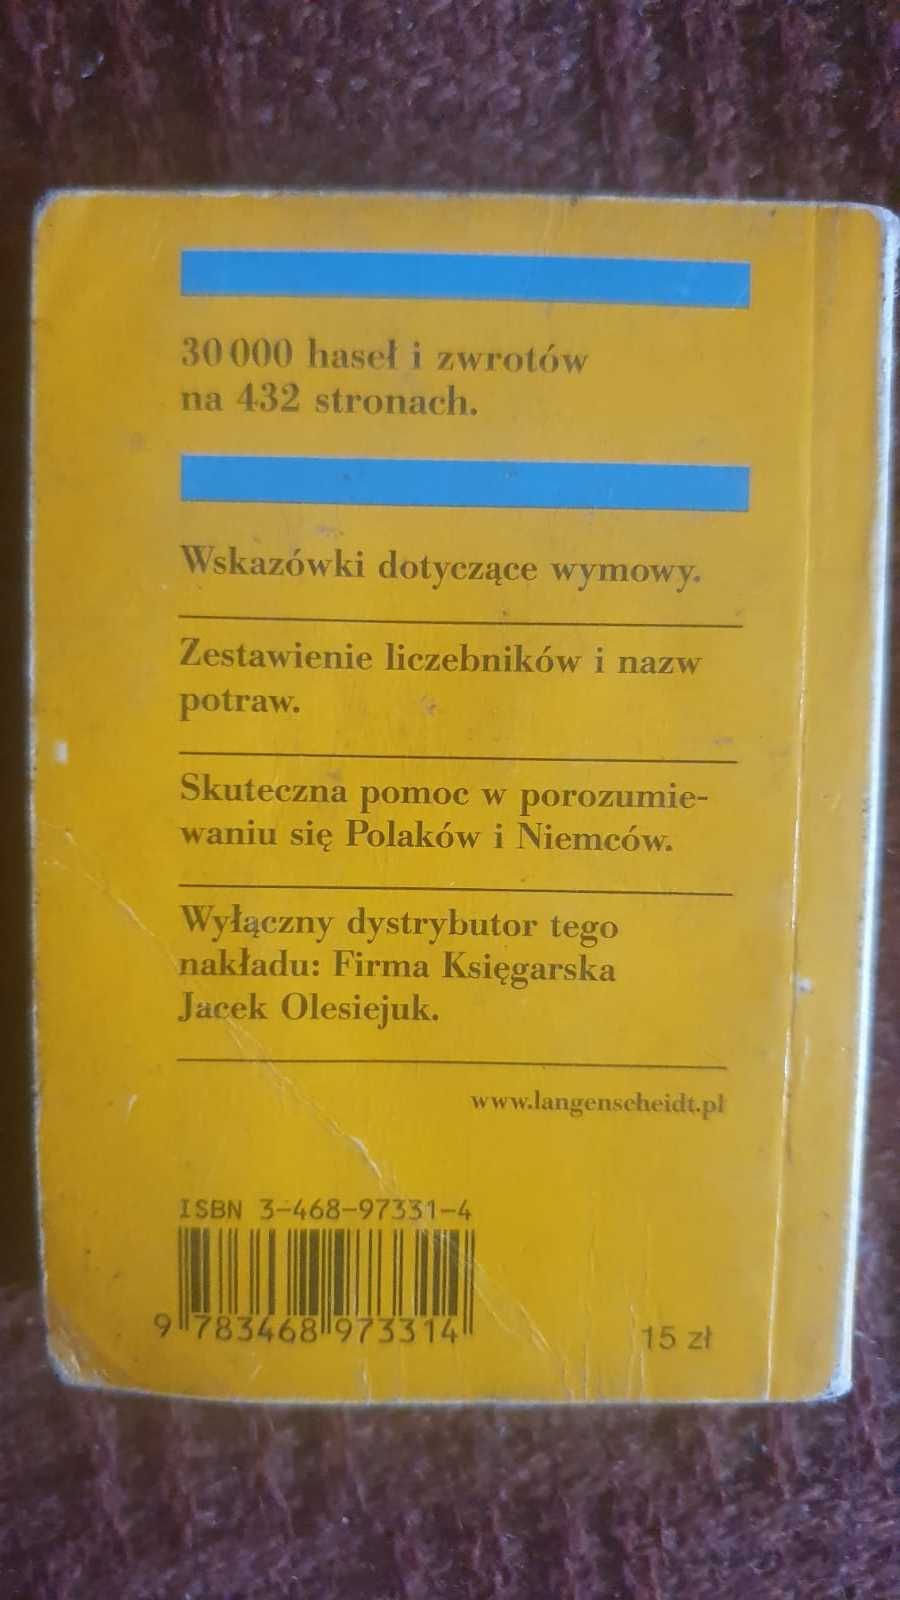 30 000 haseł i zwrotów
na 432 stronach.
Wskazówki dotyczące wymowy.
Zestawienie liczebników i nazw
potraw.
Skuteczna pomoc w porozumie-
waniu się Polaków i Niemców.
Wyłączny dystrybutor tego
nakładu: Firma Księgarska
Jacek Olesiejuk.
www.langenscheidt.pl
ISBN 3-468-97331-4
9 783468 973314
15 zł